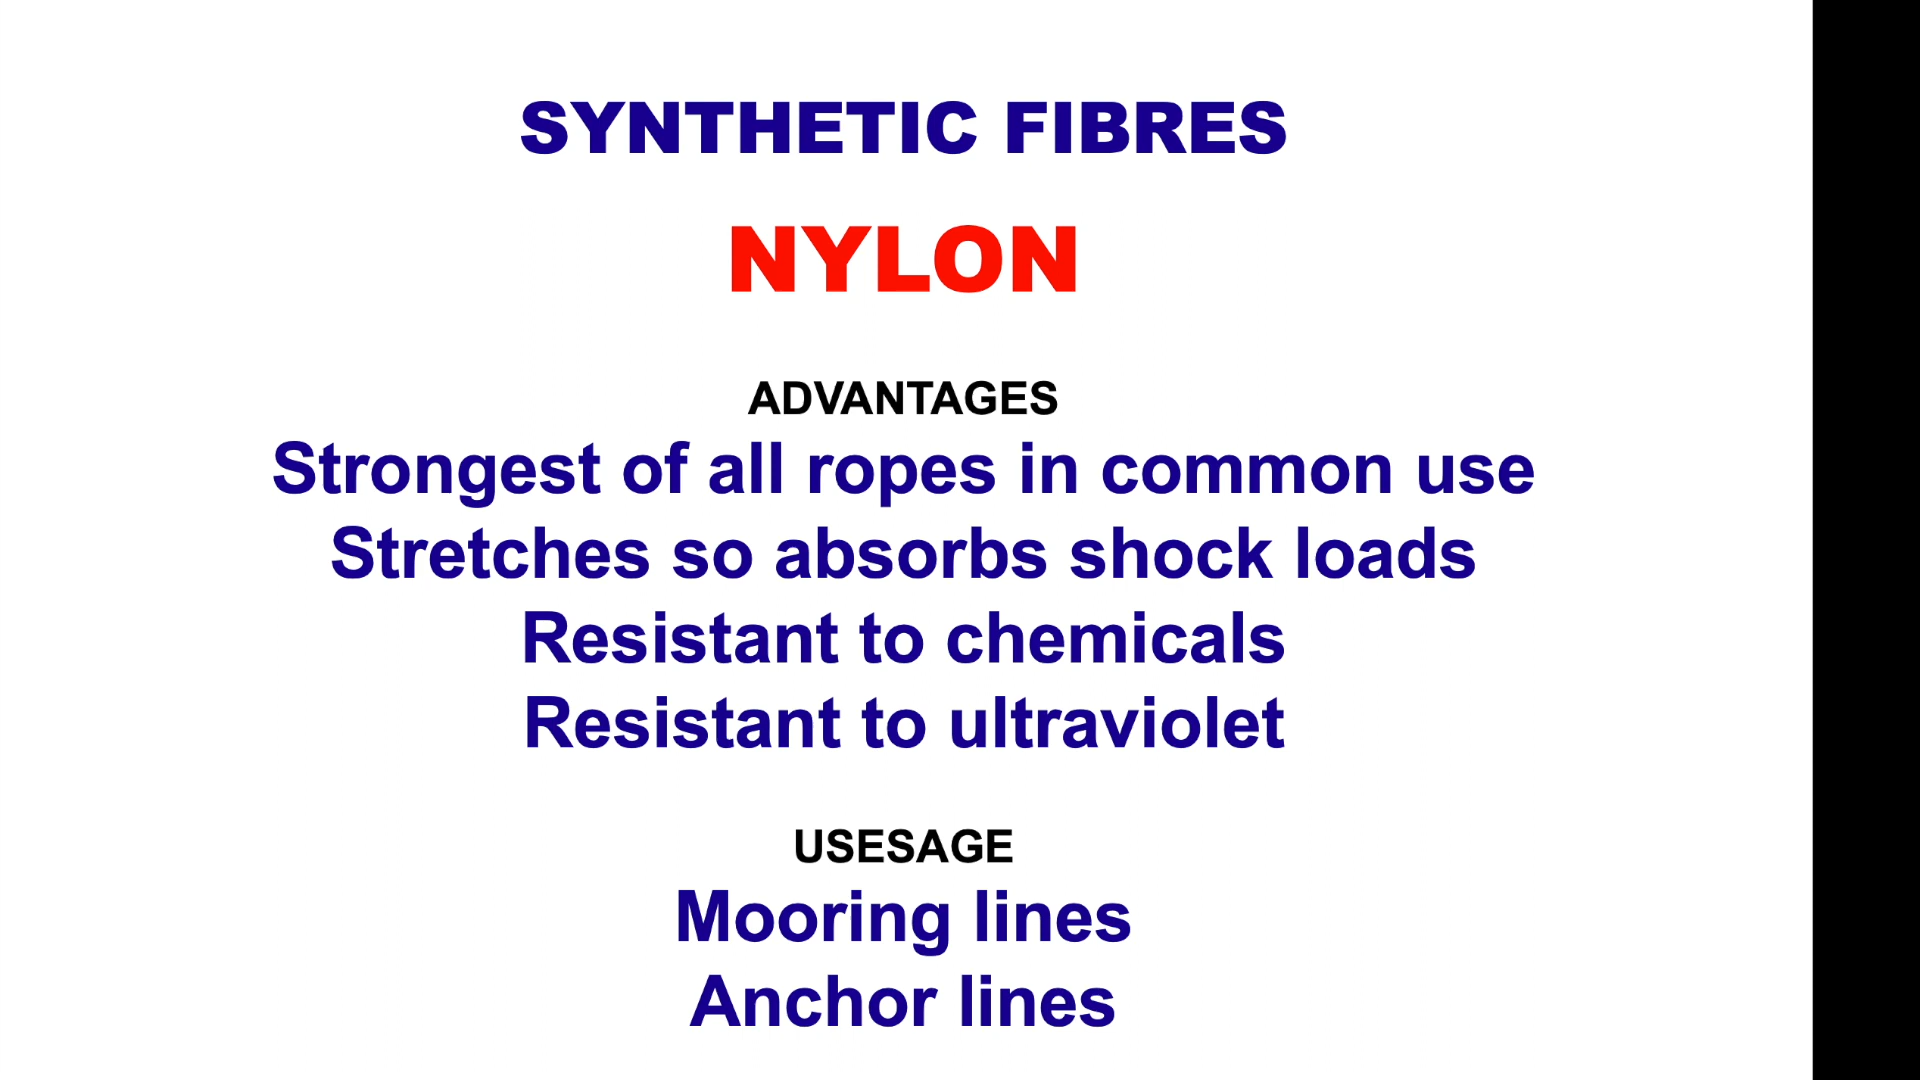 SYNTHETIC FIBRES
NYLON
ADVANTAGES
Strongest of all ropes in common use
Stretches so absorbs shock loads
Resistant to chemicals
Resistant to ultraviolet
USESAGE
Mooring lines
Anchor lines